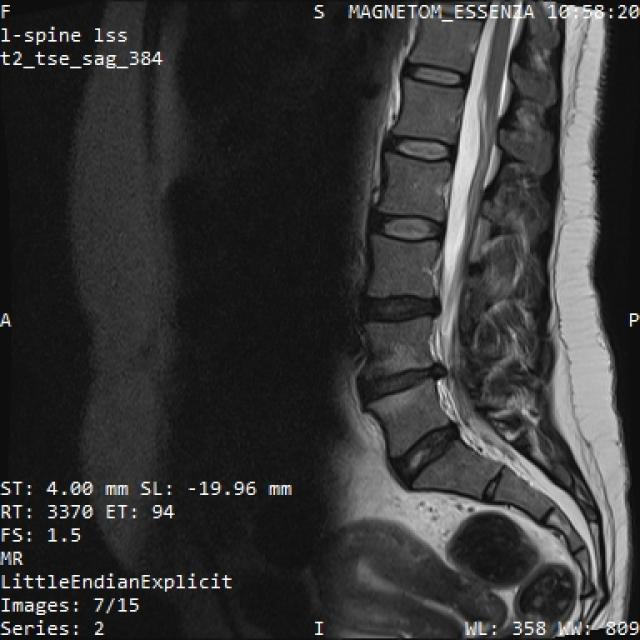 F
S
MAGNETOM_ESSENZA 10:58:20
l-spine lss
t2_tse_sag_384
A
P
ST: 4.00 mm SL: -19.96 mm
RT: 3370 ET: 94
FS: 1.5
MR
LittleEndianExplicit
Images: 7/15
Series: 2
I
WL: 358 WW: 809